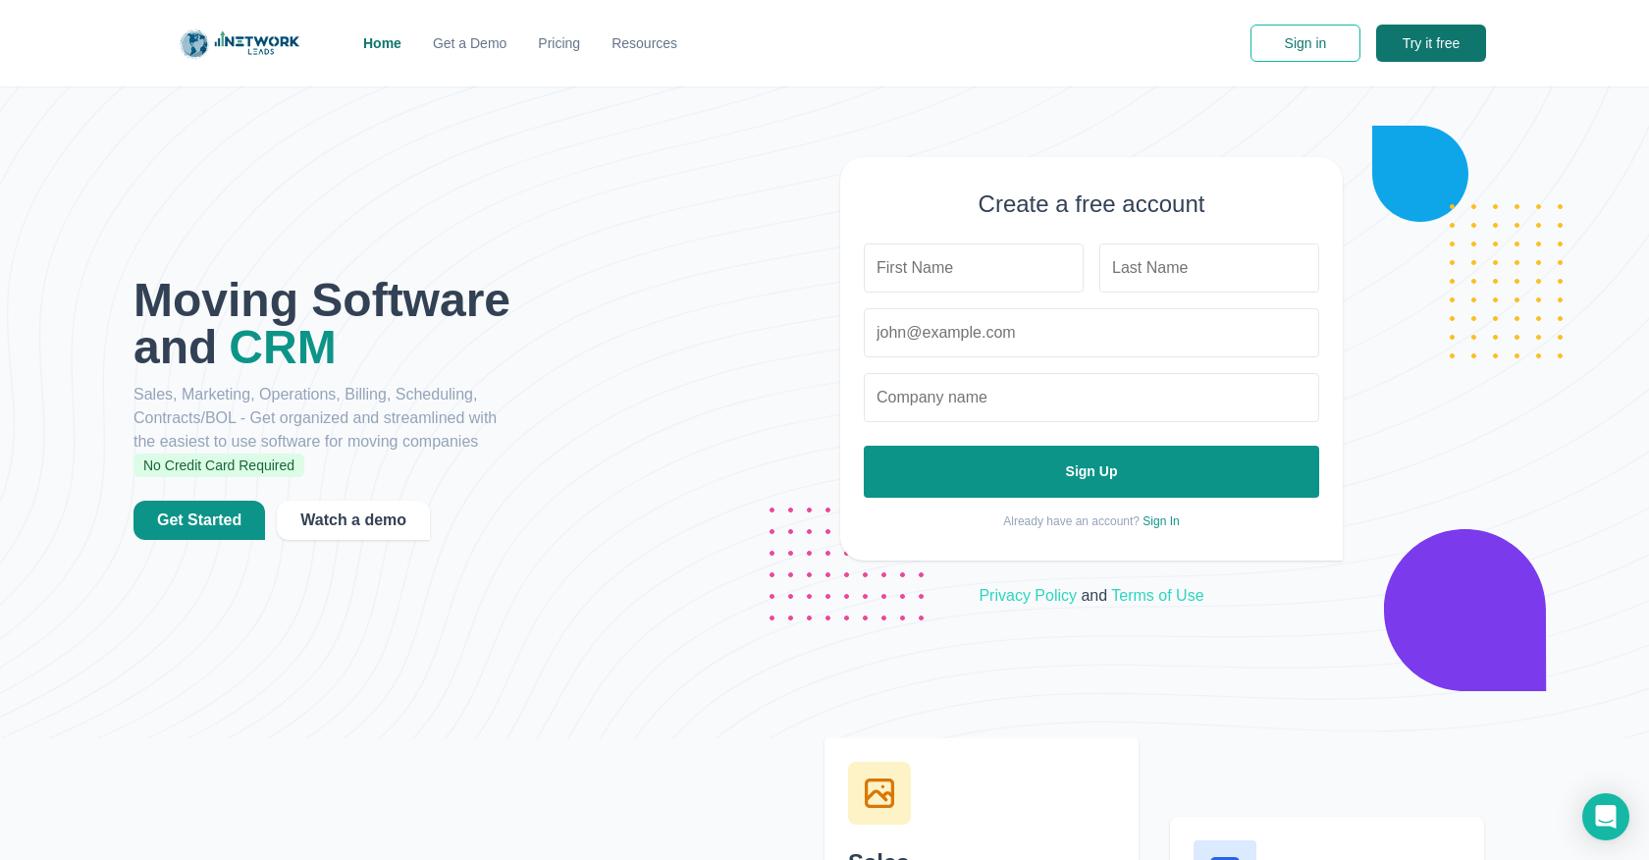 NETWORK
LEADS
Home
Get a Demo
Pricing
Resources
Sign in
Try it free
Moving Software
and CRM
Sales, Marketing, Operations, Billing, Scheduling,
Contracts/BOL - Get organized and streamlined with
the easiest to use software for moving companies
No Credit Card Required
Get Started
Watch a demo
Create a free account
First Name
Last Name
john@example.com
Company name
Sign Up
Already have an account? Sign In
Privacy Policy and Terms of Use
Sales